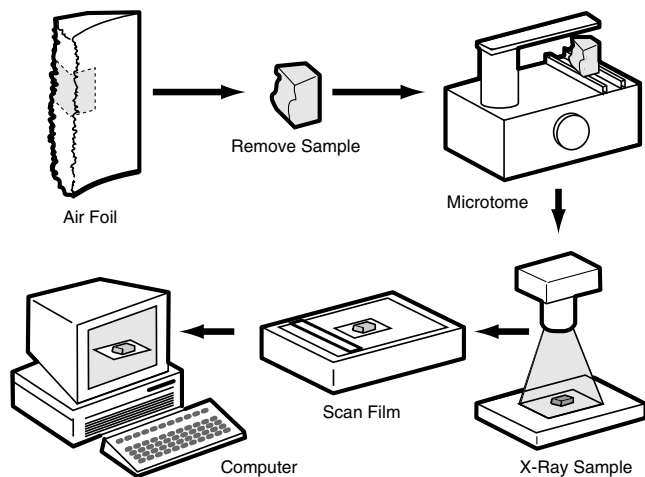 Air Foil
Remove Sample
Microtome
X-Ray Sample
Scan Film
Computer